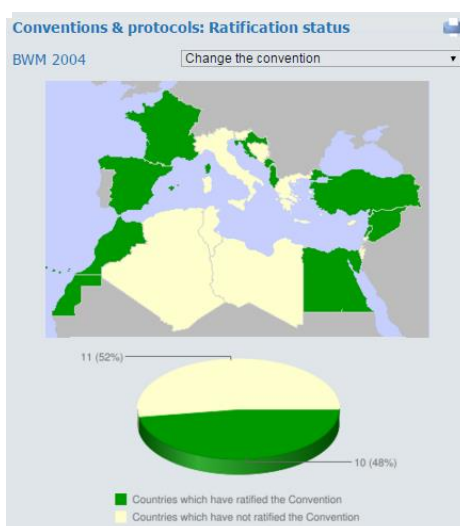 Conventions & protocols: Ratification status
BWM 2004
Change the convention
11 (52%)
10 (48%)
Countries which have ratified the Convention
Countries which have not ratified the Convention